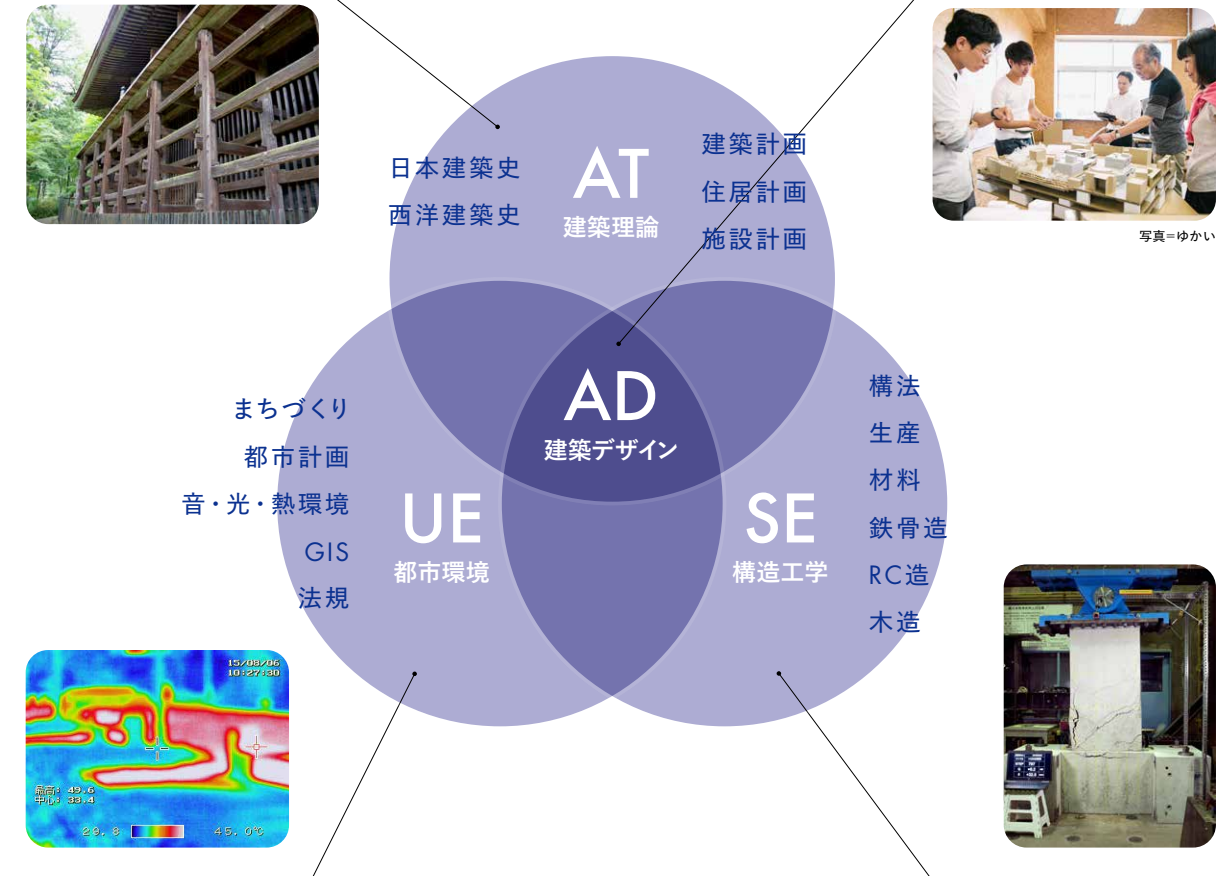 写真=ゆかい
AT
建築理論
日本建築史
西洋建築史
建築計画
住居計画
施設計画
AD
建築デザイン
UE
都市環境
まちづくり
都市計画
音・光・熱環境
GIS
法規
SE
構造工学
構法
生産
材料
鉄骨造
RC造
木造
15/08/06
10:27:30
最高: 49.6
中心: 33.4
29.8
45.0℃